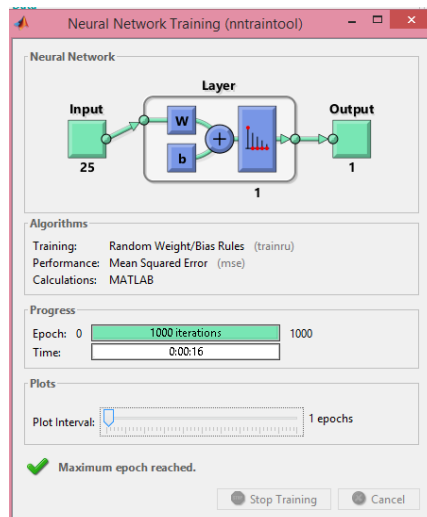 Neural Network Training (nntraintool)
Neural Network
Layer
Input
Output
W
b
+
25
1
1
Algorithms
Training: Random Weight/Bias Rules (trainru)
Performance: Mean Squared Error (mse)
Calculations: MATLAB
Progress
Epoch: 0 1000 iterations 1000
Time: 0:00:16
Plots
Plot Interval: 1 epochs
Maximum epoch reached.
Stop Training Cancel